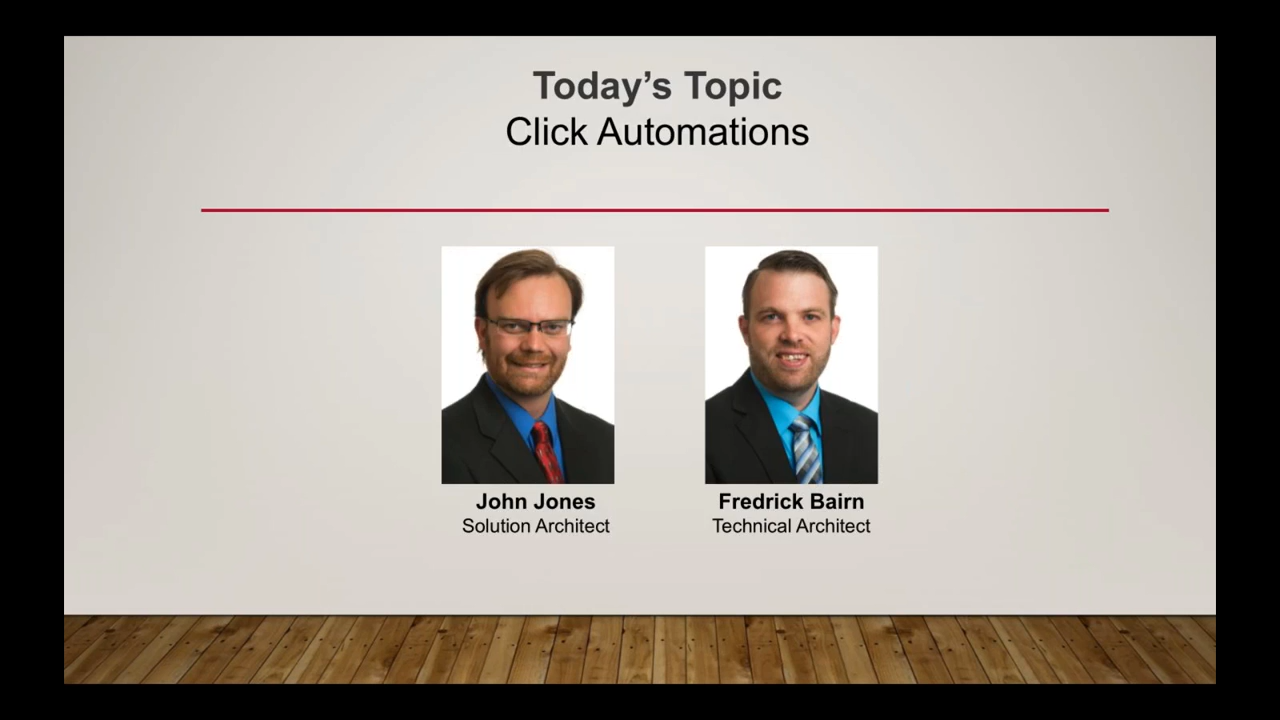 Today’s Topic
Click Automations
John Jones
Solution Architect
Fredrick Bairn
Technical Architect